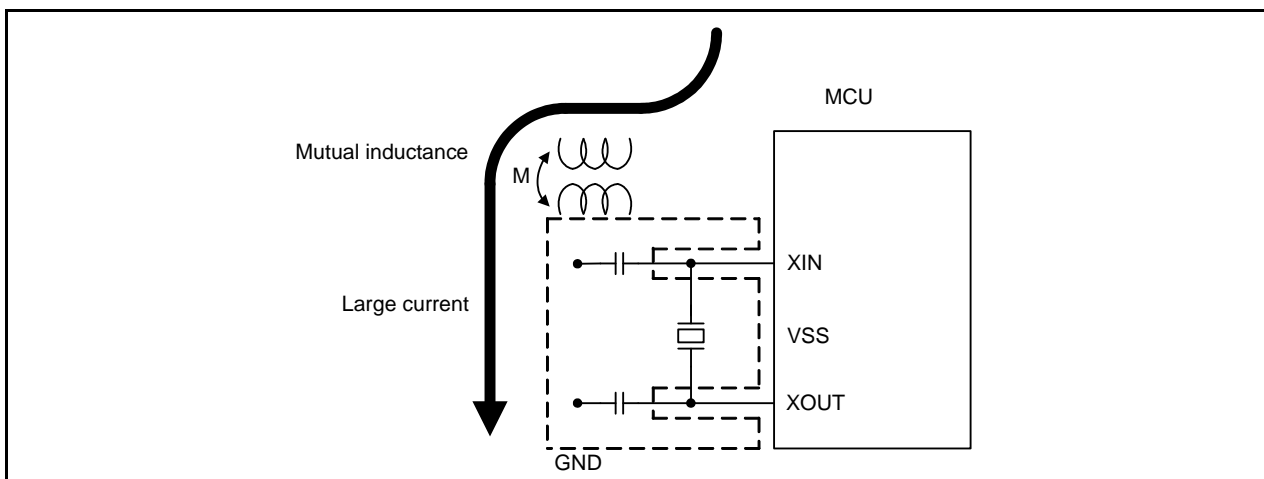 MCU
Mutual inductance
M
XIN
Large current
VSS
XOUT
GND